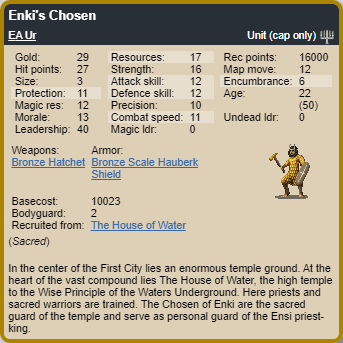 Enki's Chosen
EA Ur Unit (cap only)
Gold: 29 Resources: 17 Rec points: 16000
Hit points: 27 Strength: 16 Map move: 12
Size: 3 Attack skill: 12 Encumbrance: 6
Protection: 11 Defence skill: 12 Age: 22
Magic res: 12 Precision: 10 (50)
Morale: 13 Combat speed: 11 Undead ldr: 0
Leadership: 40 Magic ldr: 0
Weapons: Armor:
Bronze Hatchet Bronze Scale Hauberk
Shield
Basecost: 10023
Bodyguard: 2
Recruited from: The House of Water
(Sacred)
In the center of the First City lies an enormous temple ground. At the
heart of the vast compound lies The House of Water, the high temple
to the Wise Principle of the Waters Underground. Here priests and
sacred warriors are trained. The Chosen of Enki are the sacred
guard of the temple and serve as personal guard of the Ensi priest-
king.